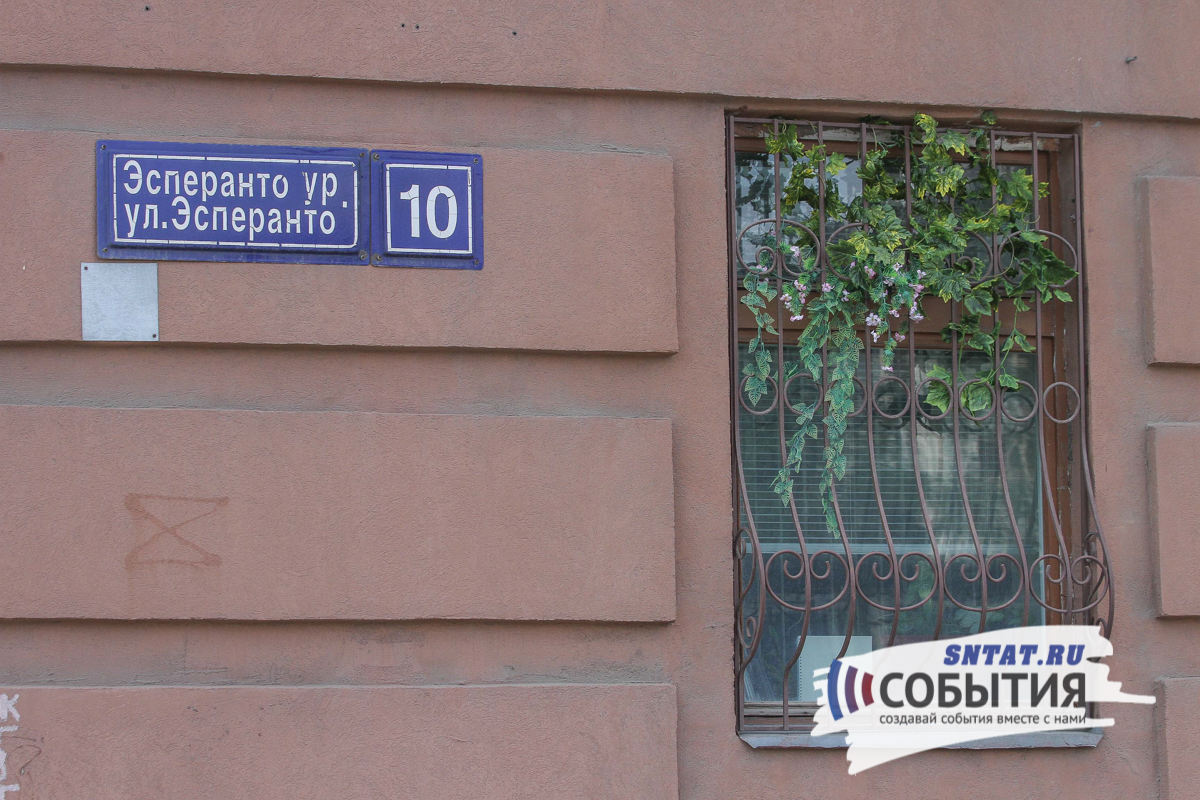 Эсперанто ур.
ул.Эсперанто
10
SNTAT.RU
СОБЫТИЯ
создавай события вместе с нами